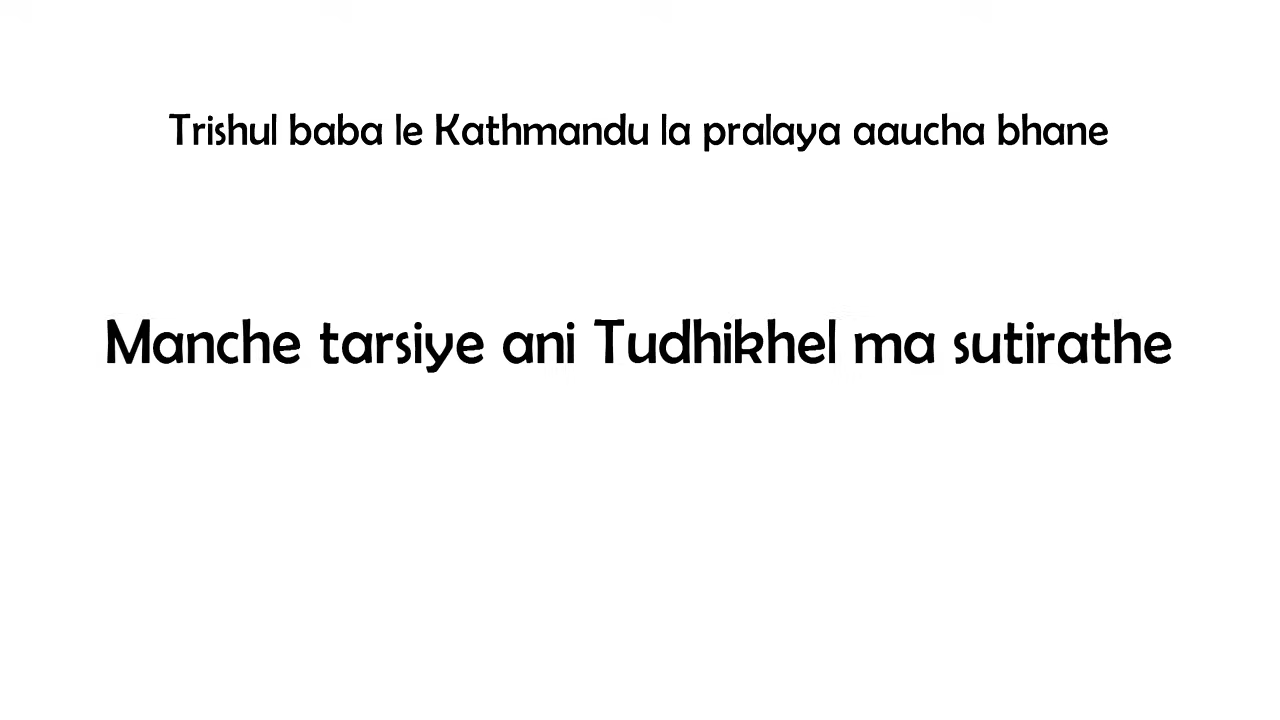 Trishul baba le Kathmandu la pralaya aaucha bhane
Manche tarsiye ani Tudhikhel ma sutirathe